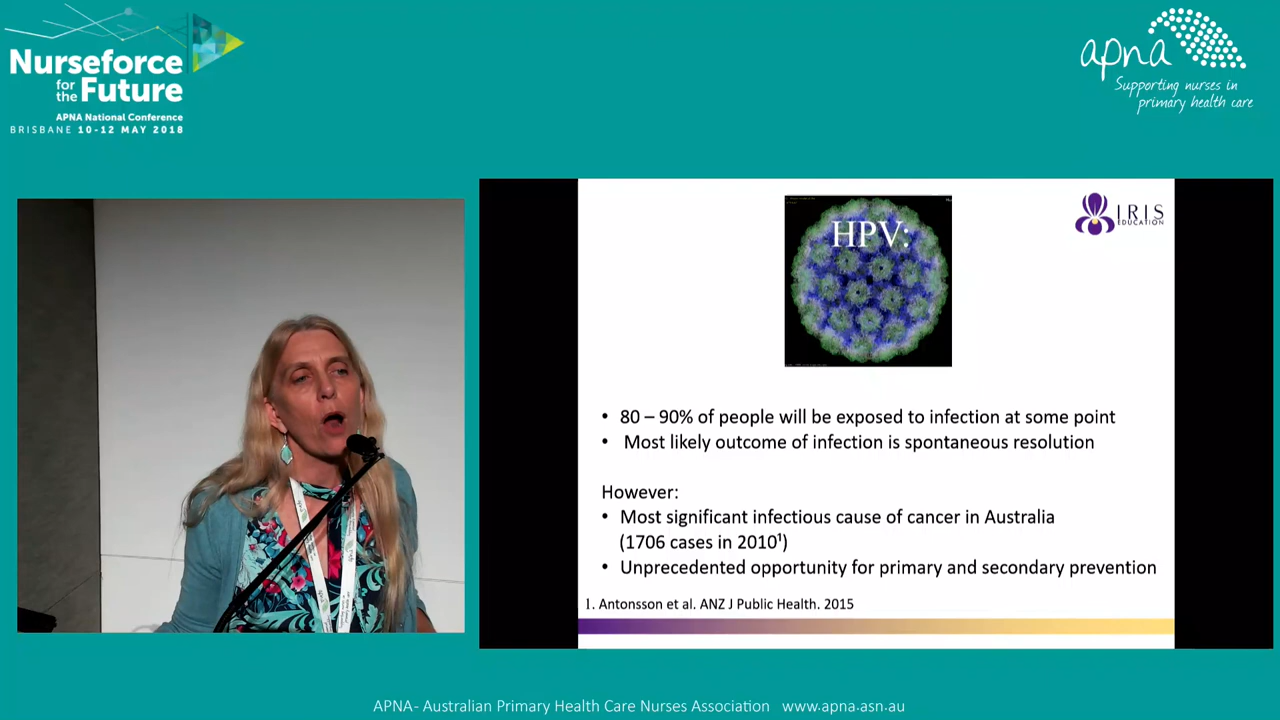 Nurseforce
for the Future
APNA National Conference
BRISBANE 10-12 MAY 2018
apna
Supporting nurses in
primary health care
HPV:
IRIS
EDUCATION
• 80 – 90% of people will be exposed to infection at some point
• Most likely outcome of infection is spontaneous resolution
However:
• Most significant infectious cause of cancer in Australia
(1706 cases in 2010¹)
• Unprecedented opportunity for primary and secondary prevention
1. Antonsson et al. ANZ J Public Health. 2015
APNA- Australian Primary Health Care Nurses Association www.apna.asn.au